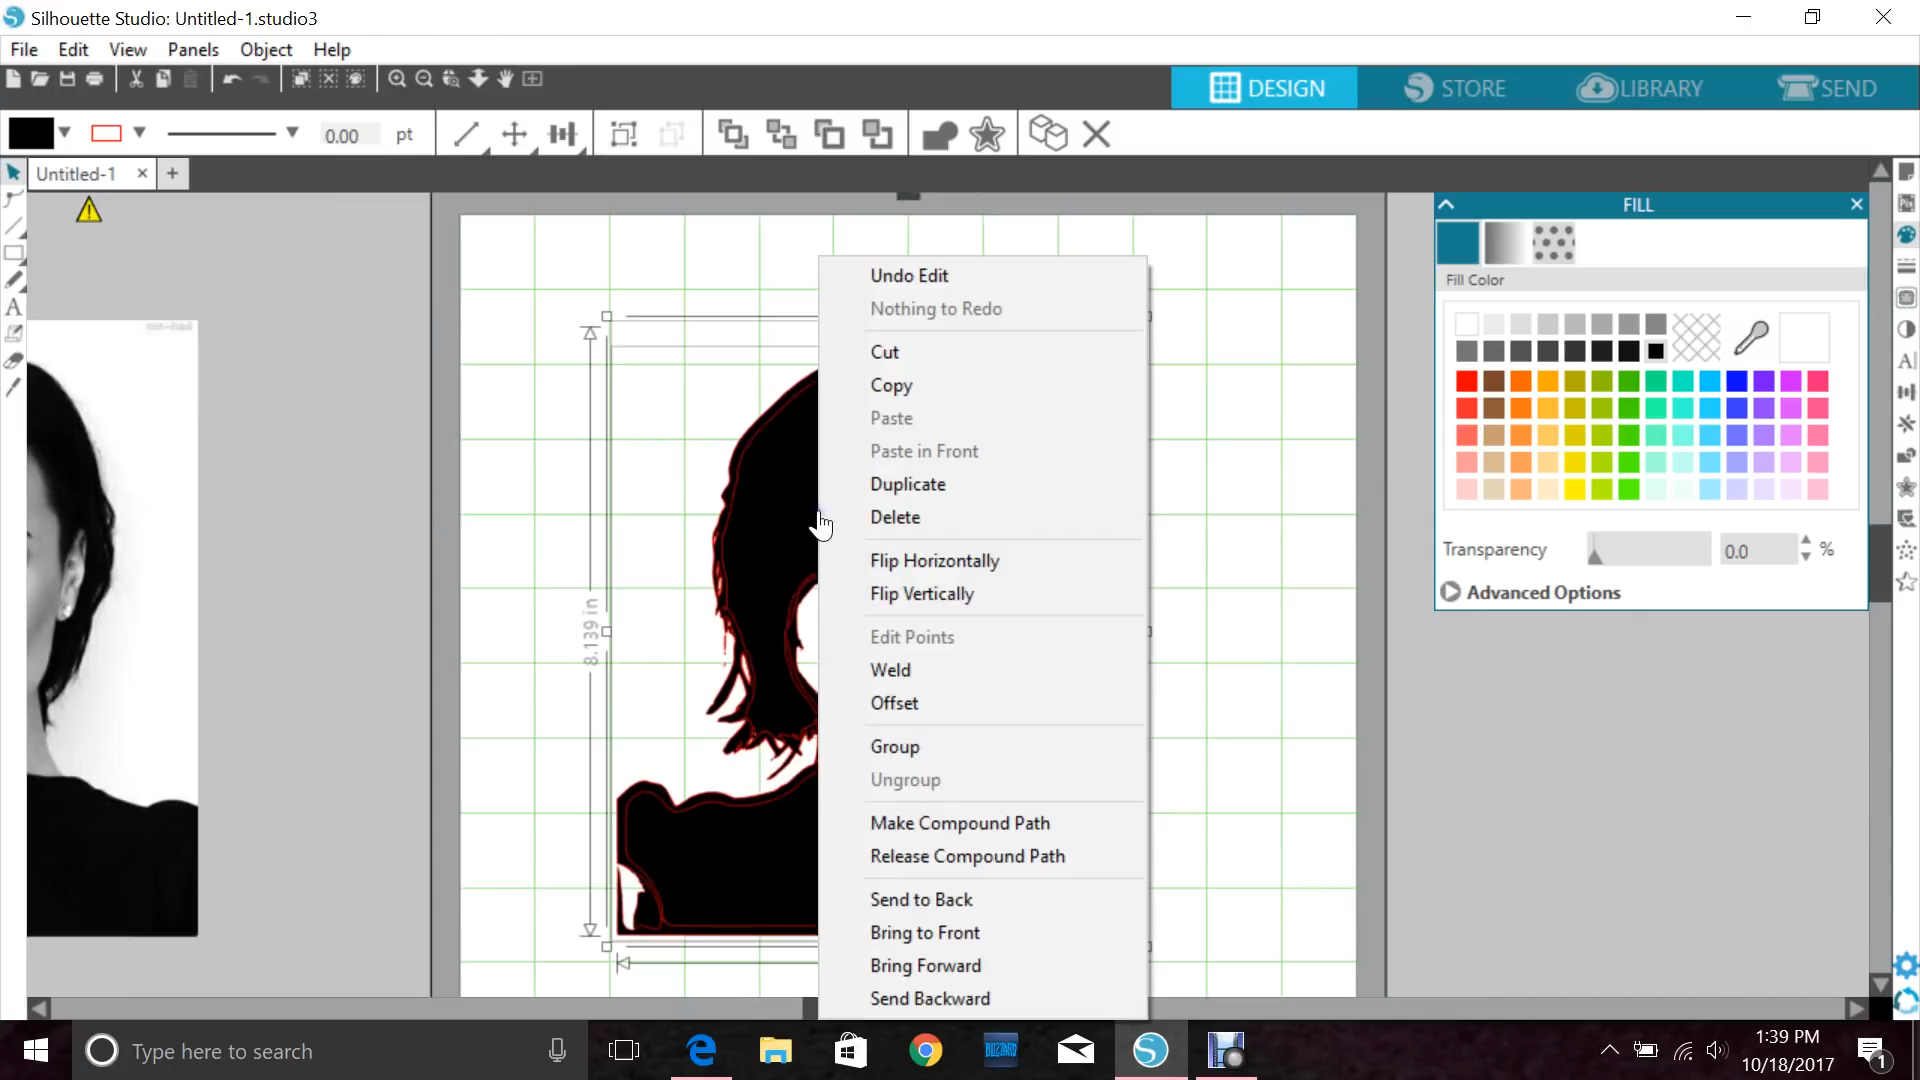 Silhouette Studio: Untitled-1.studio3
File Edit View Panels Object Help
DESIGN STORE LIBRARY SEND
0.00 pt
Untitled-1
FILL
Fill Color
Transparency 0.0 %
Advanced Options
8.139 in
Undo Edit
Nothing to Redo
Cut
Copy
Paste
Paste in Front
Duplicate
Delete
Flip Horizontally
Flip Vertically
Edit Points
Weld
Offset
Group
Ungroup
Make Compound Path
Release Compound Path
Send to Back
Bring to Front
Bring Forward
Send Backward
Type here to search
BLIZZARD
1:39 PM
10/18/2017
1